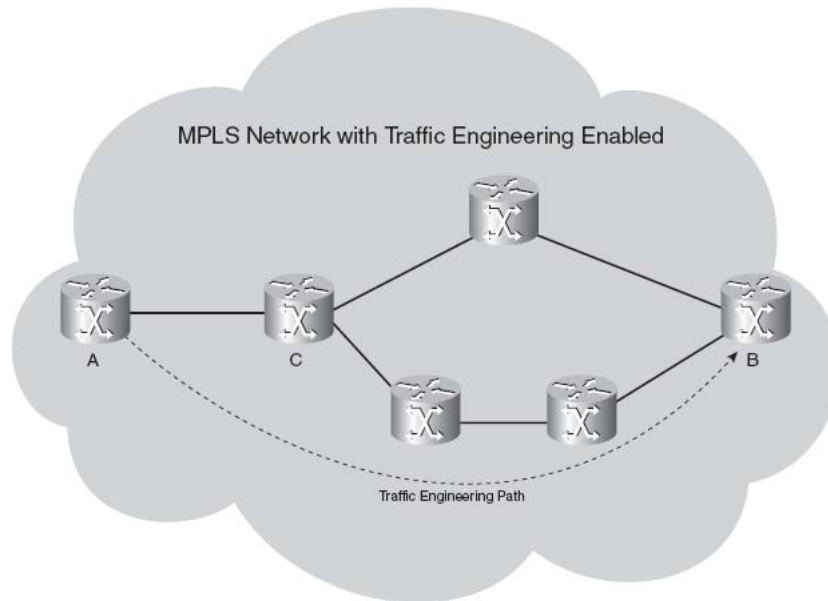 MPLS Network with Traffic Engineering Enabled
A
C
B
Traffic Engineering Path